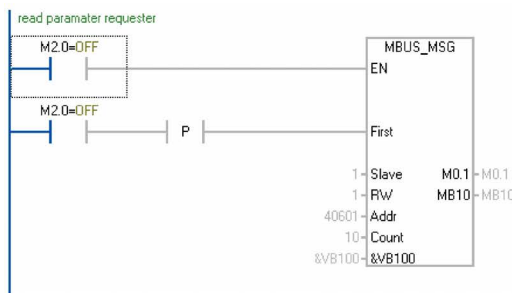 read paramater requester
M2.0=OFF MBUS_MSG
EN
M2.0=OFF
P First
1 Slave M0.1 M0.1
1 RW MB10 MB10
40601 Addr
10 Count
&VB100 &VB100